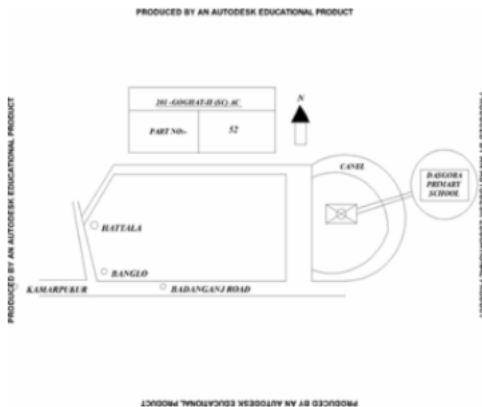 PRODUCED BY AN AUTODESK EDUCATIONAL PRODUCT
201 -GOGHAT-II (SC) AC
PART NO:- 52
N
CANEL
DASGORA
PRIMARY
SCHOOL
HATTALA
BANGLO
KAMARPUKUR
BADANGANJ ROAD
PRODUCED BY AN AUTODESK EDUCATIONAL PRODUCT
PRODUCED BY AN AUTODESK EDUCATIONAL PRODUCT
PRODUCED BY AN AUTODESK EDUCATIONAL PRODUCT